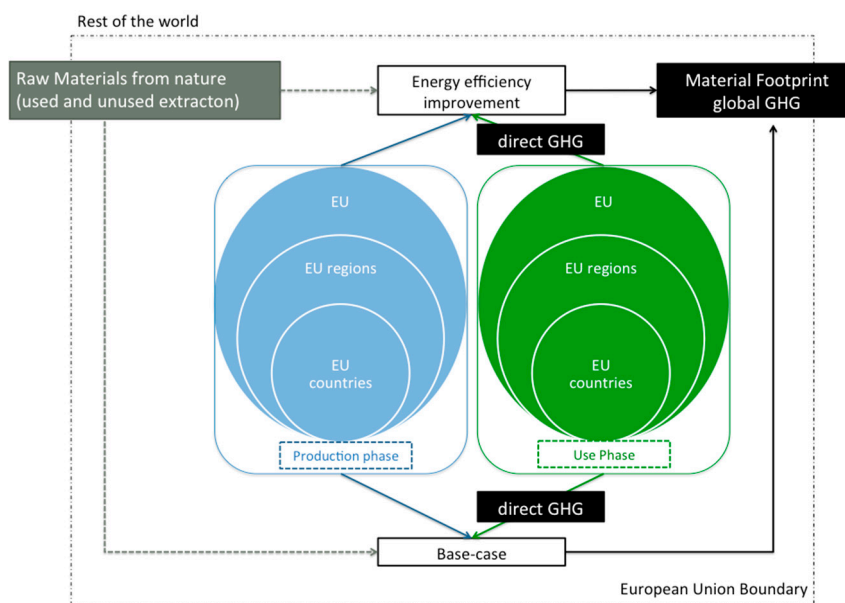 Rest of the world
Raw Materials from nature
(used and unused extracton)
Energy efficiency
improvement
Material Footprint
global GHG
direct GHG
EU
EU regions
EU
countries
Production phase
EU
EU regions
EU
countries
Use Phase
direct GHG
Base-case
European Union Boundary